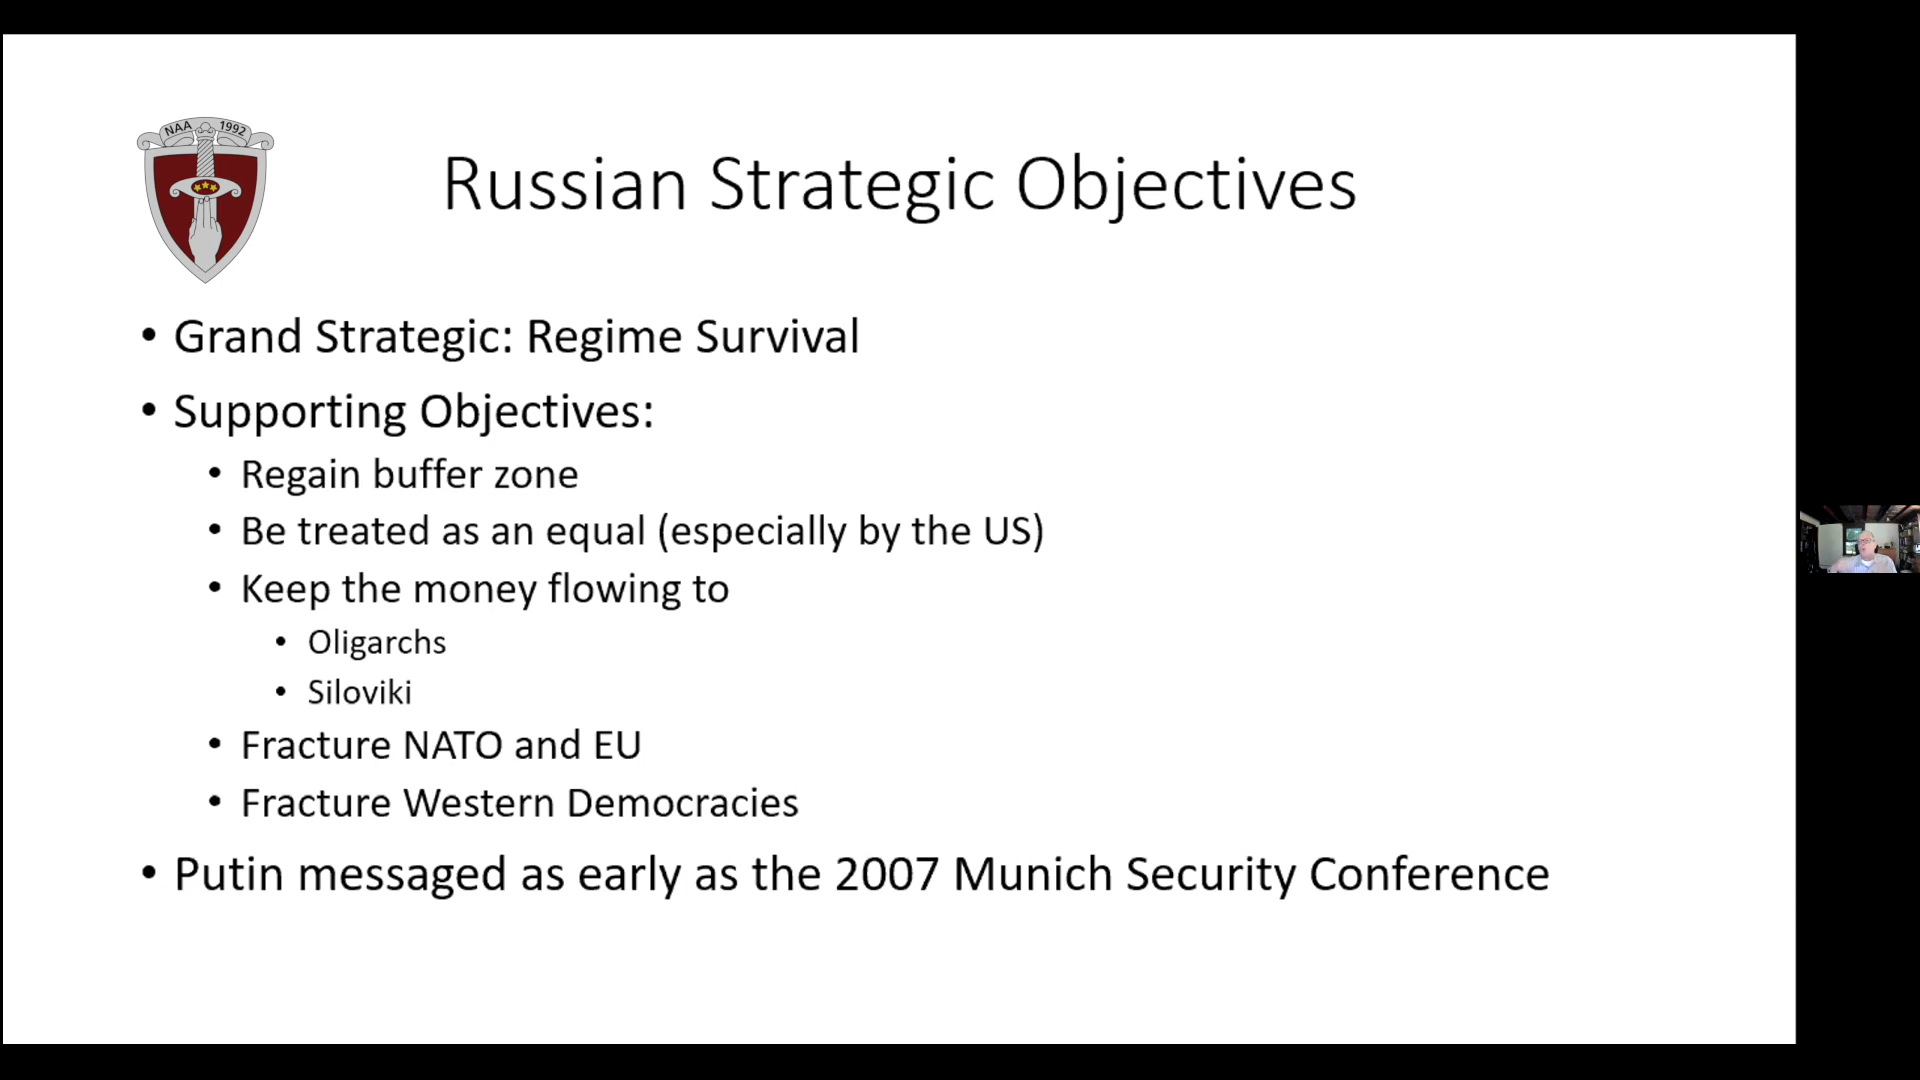 NAA 1992
Russian Strategic Objectives
• Grand Strategic: Regime Survival
• Supporting Objectives:
• Regain buffer zone
• Be treated as an equal (especially by the US)
• Keep the money flowing to
• Oligarchs
• Siloviki
• Fracture NATO and EU
• Fracture Western Democracies
• Putin messaged as early as the 2007 Munich Security Conference